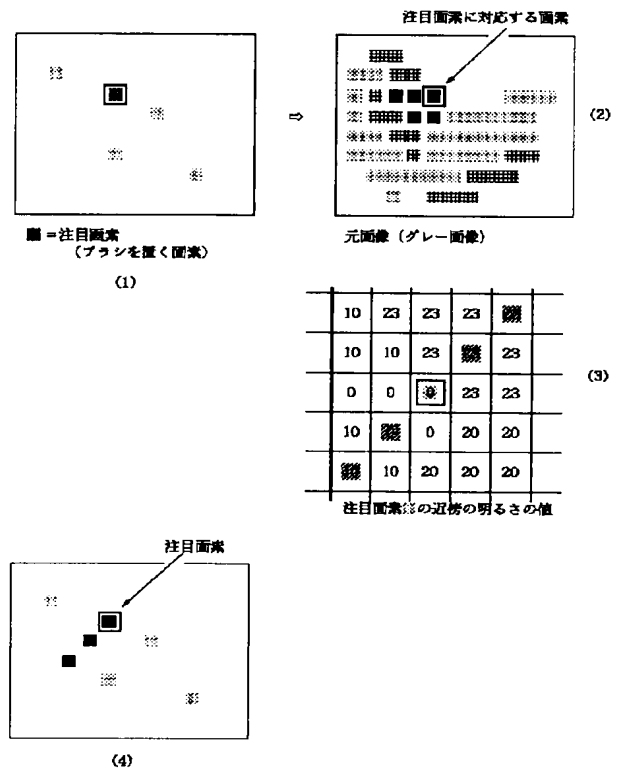 注目画素に対応する画素
⇨
(2)
=注目画素
(ブラシを置く画素)
(1)
元画像(グレー画像)
10 23 23 23
10 10 23 23
0 0 0 23 23
10 0 20 20
10 20 20 20
(3)
注目画素 の近傍の明るさの値
注目画素
(4)